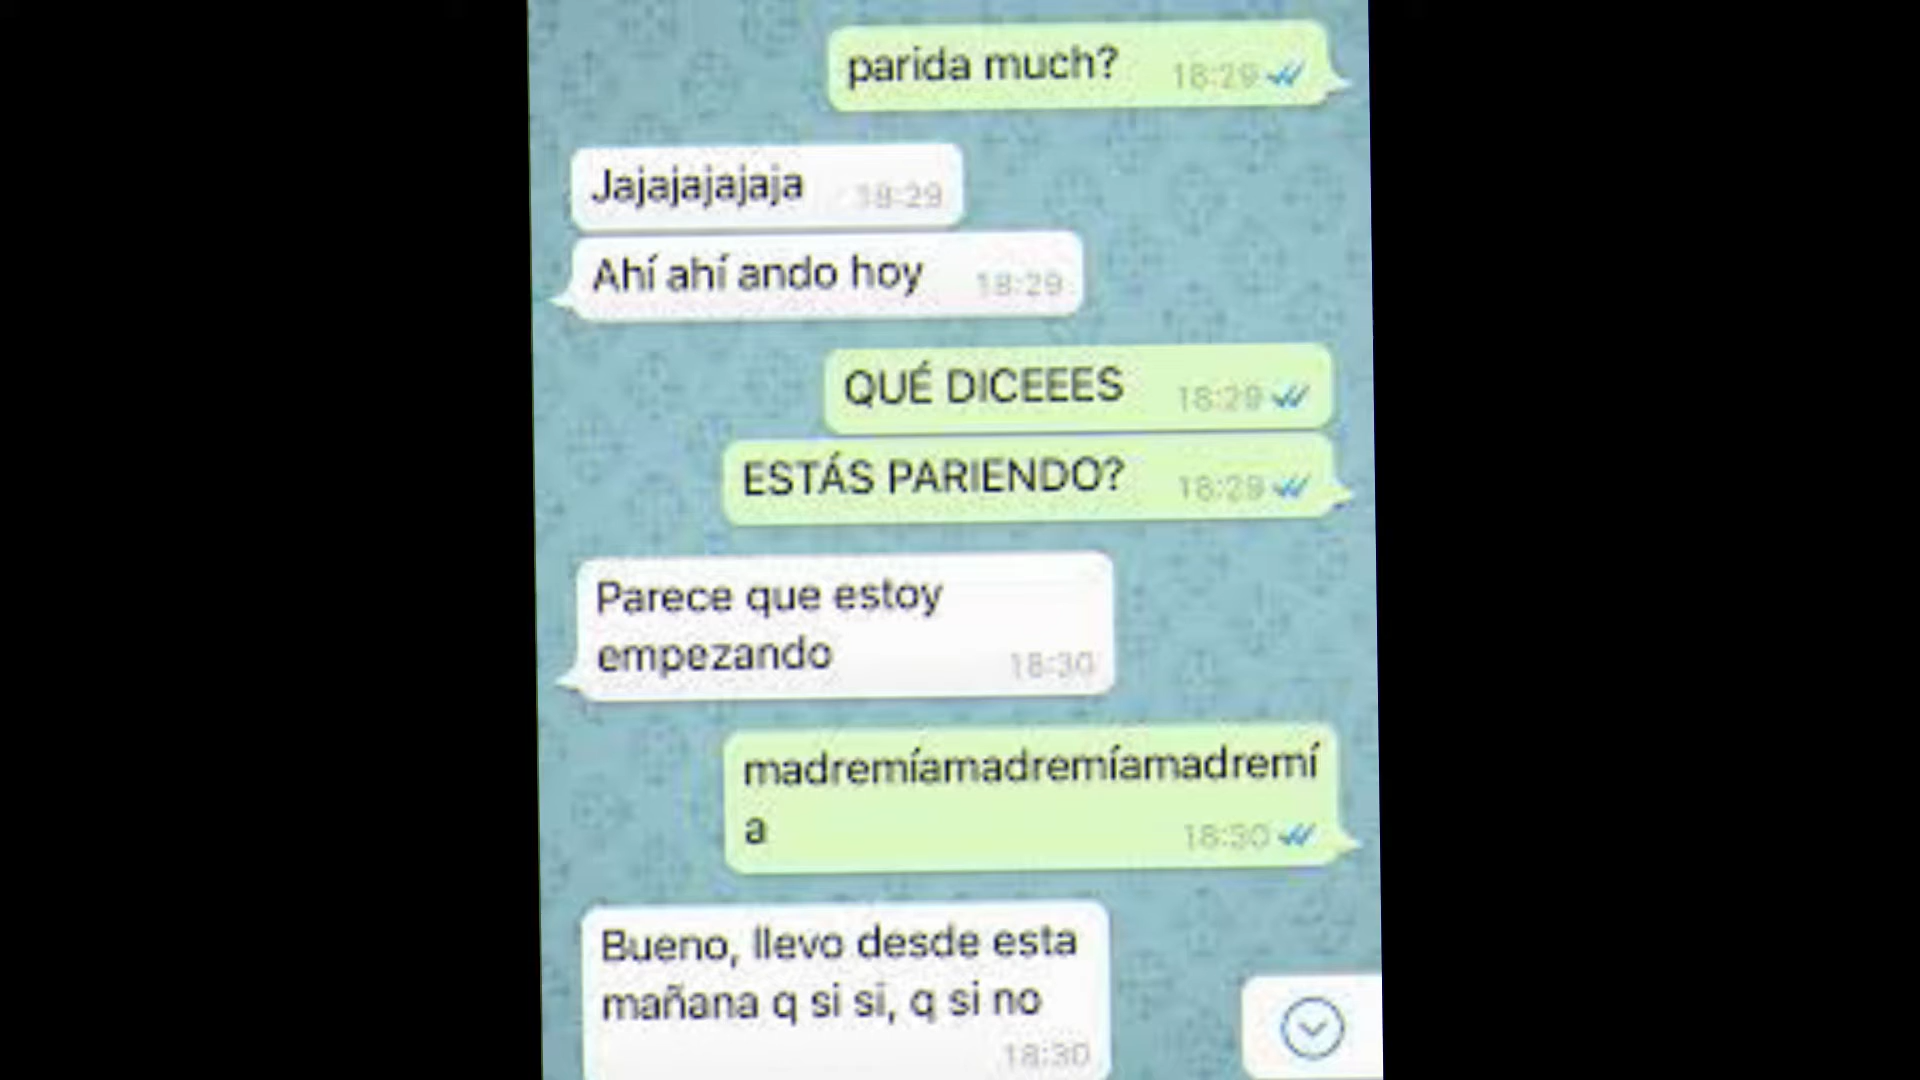 parida much? 18:29
Jajajajajaja 18:29
Ahí ahí ando hoy 18:29
QUÉ DICEEES 18:29
ESTÁS PARIENDO? 18:29
Parece que estoy
empezando 18:30
madremíamadremíamadremí
a 18:30
Bueno, llevo desde esta
mañana q si si, q si no
18:30